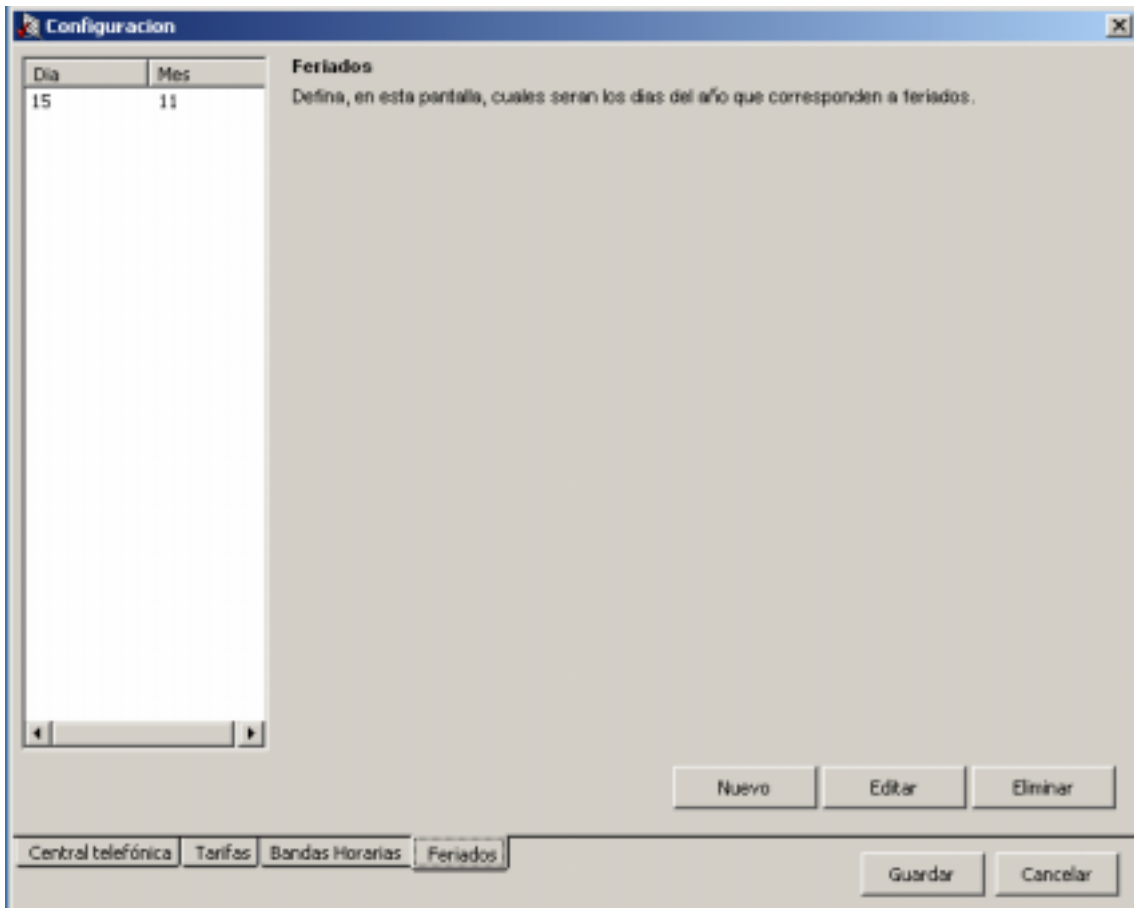 Configuracion
Dia Mes
15 11
Feriados
Defina, en esta pantalla, cuales seran los dias del año que corresponden a feriados.
Nuevo Editar Eliminar
Central telefónica Tarifas Bandas Horarias Feriados
Guardar Cancelar